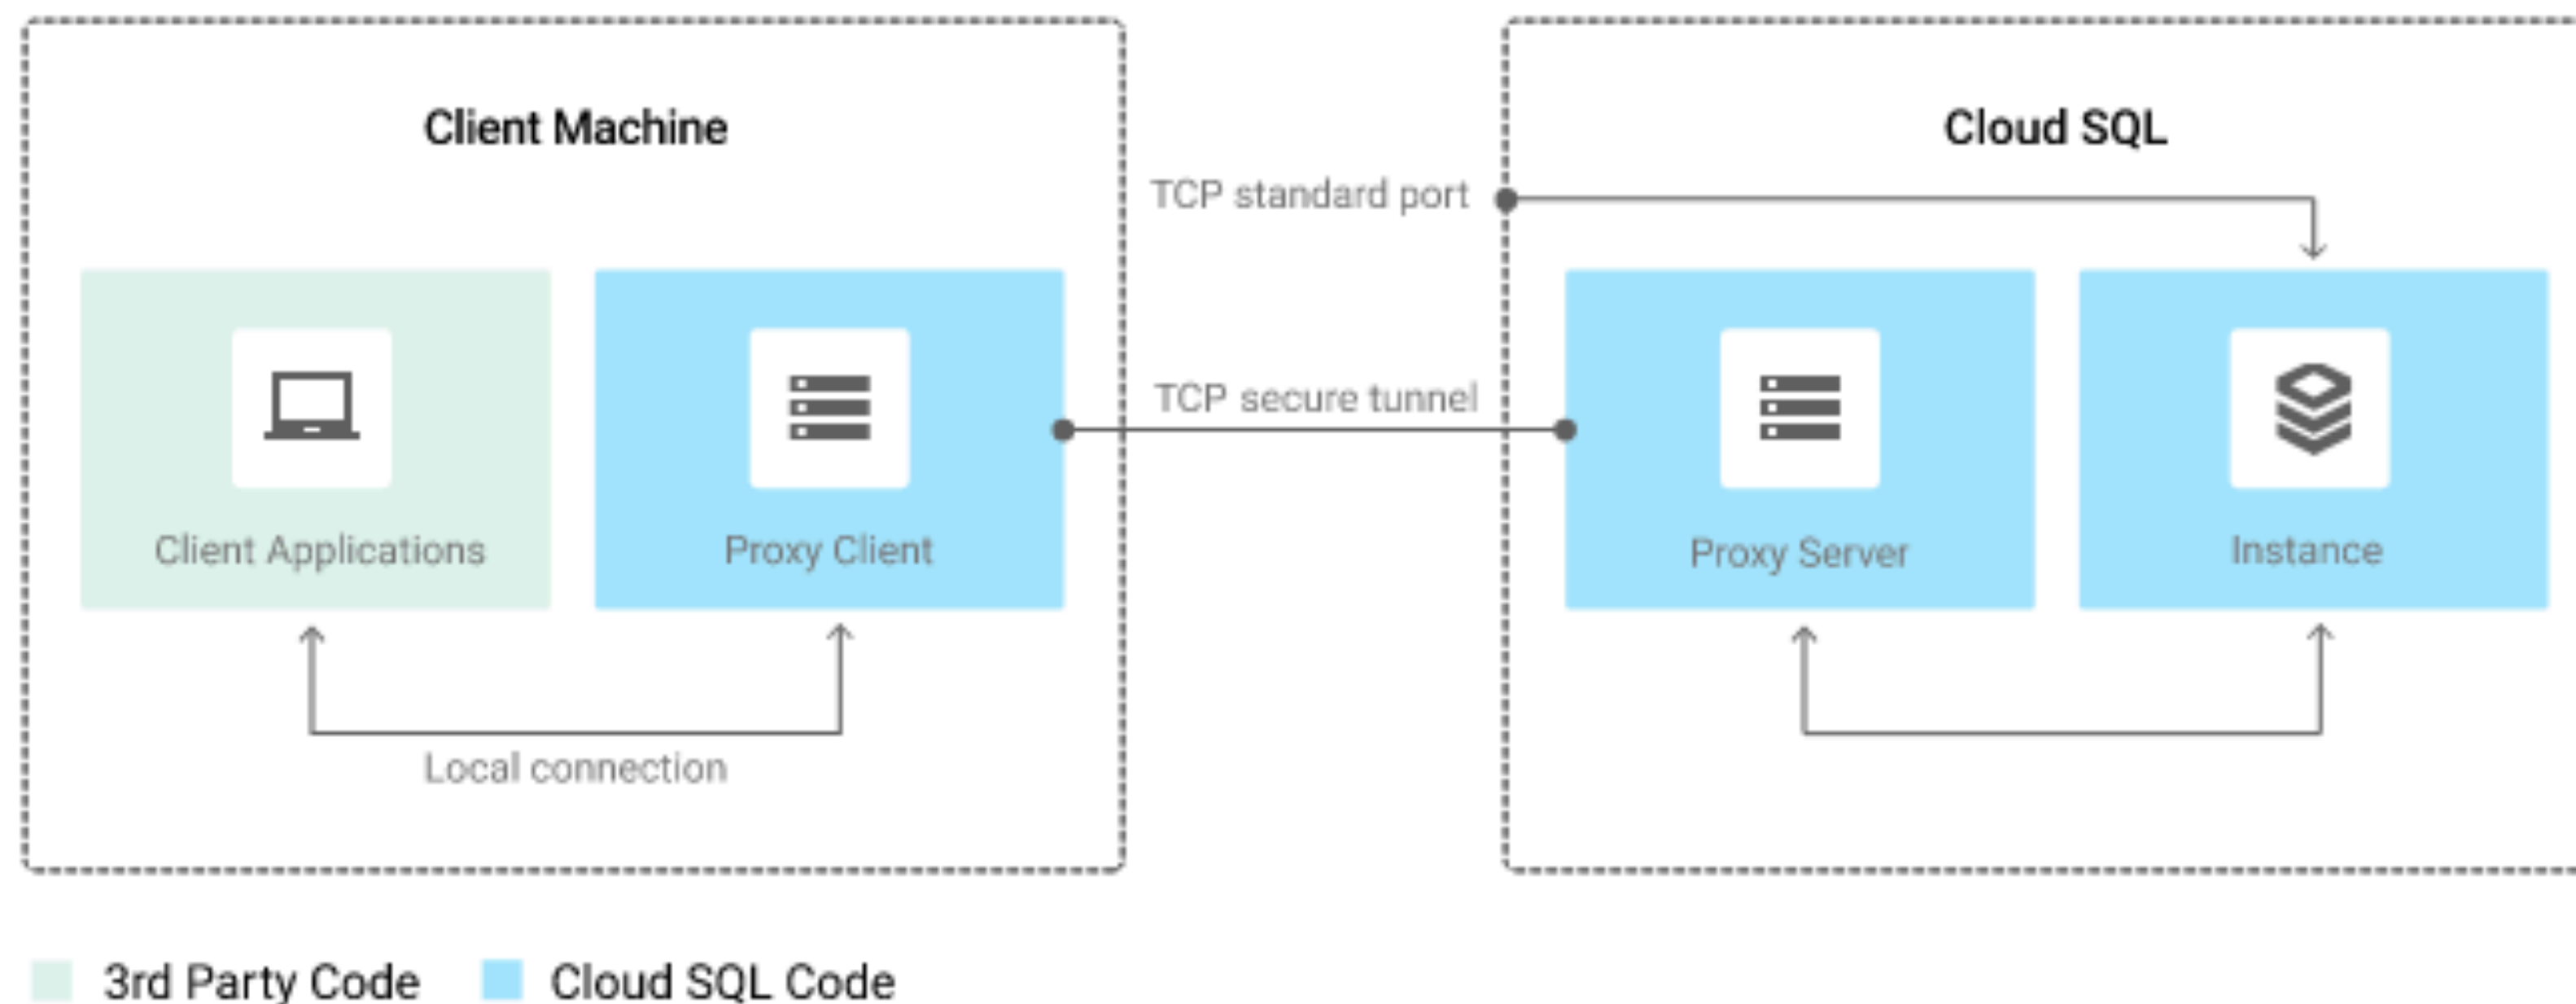 Client Machine
Cloud SQL
TCP standard port
TCP secure tunnel
Client Applications
Proxy Client
Proxy Server
Instance
Local connection
3rd Party Code
Cloud SQL Code